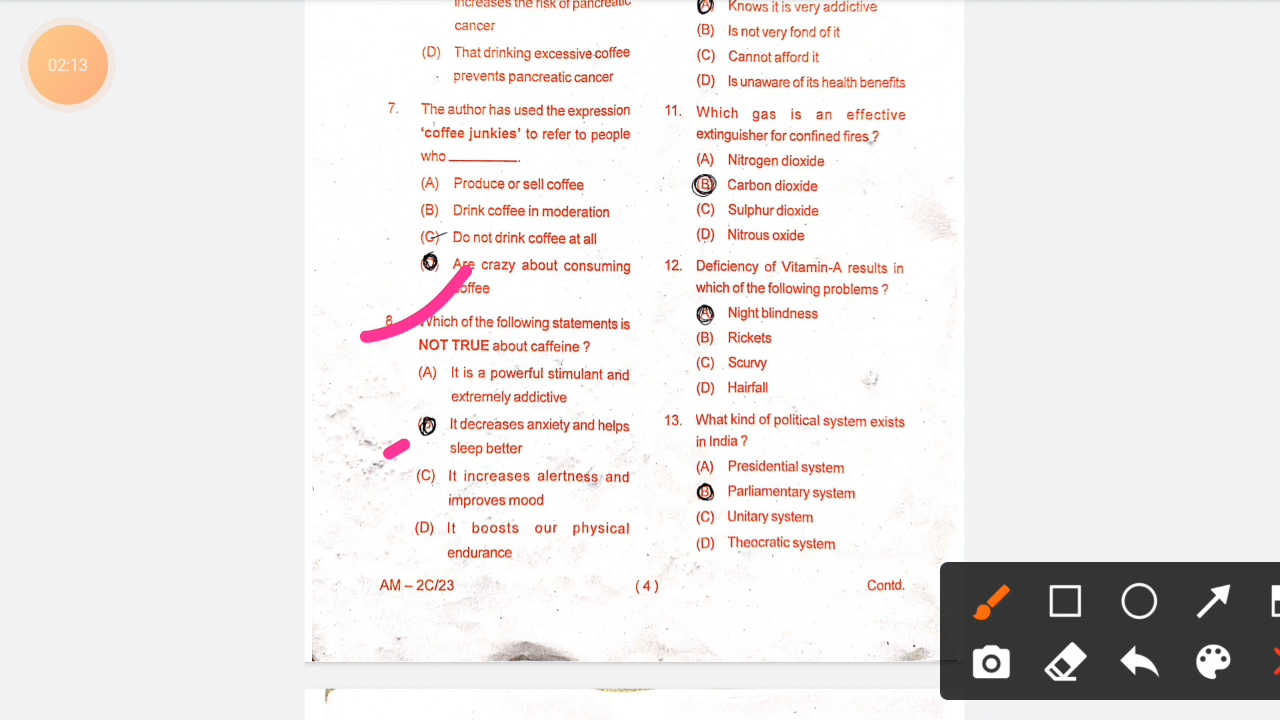 02:13
increases the risk of pancreatic
cancer
(D) That drinking excessive coffee
prevents pancreatic cancer
7. The author has used the expression
'coffee junkies' to refer to people
who ________.
(A) Produce or sell coffee
(B) Drink coffee in moderation
(C) Do not drink coffee at all
Are crazy about consuming
coffee
8. Which of the following statements is
NOT TRUE about caffeine ?
(A) It is a powerful stimulant and
extremely addictive
It decreases anxiety and helps
sleep better
(C) It increases alertness and
improves mood
(D) It boosts our physical
endurance
(A) Knows it is very addictive
(B) Is not very fond of it
(C) Cannot afford it
(D) Is unaware of its health benefits
11. Which gas is an effective
extinguisher for confined fires ?
(A) Nitrogen dioxide
(B) Carbon dioxide
(C) Sulphur dioxide
(D) Nitrous oxide
12. Deficiency of Vitamin-A results in
which of the following problems ?
(A) Night blindness
(B) Rickets
(C) Scurvy
(D) Hairfall
13. What kind of political system exists
in India ?
(A) Presidential system
(B) Parliamentary system
(C) Unitary system
(D) Theocratic system
AM – 2C/23 ( 4 ) Contd.